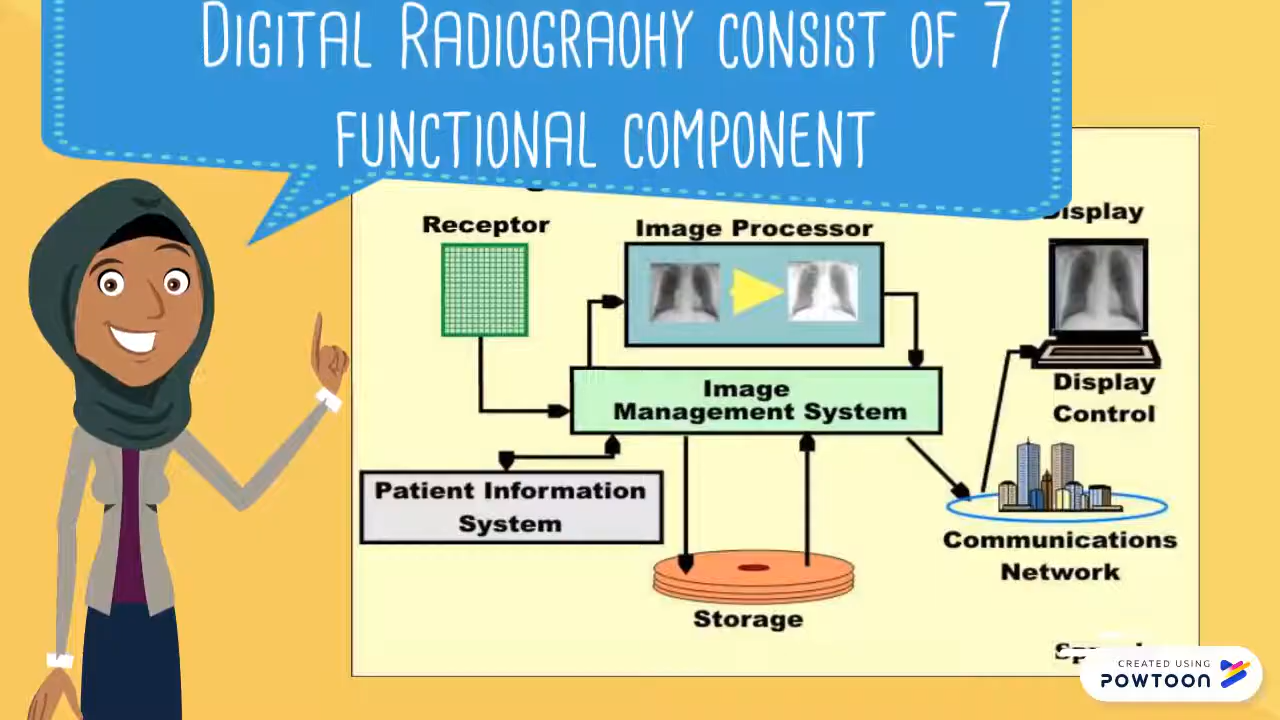 DIGITAL RADIOGRAOHY CONSIST OF 7
FUNCTIONAL COMPONENT
Receptor
Image Processor
Display
Image
Management System
Display
Control
Patient Information
System
Communications
Network
Storage
CREATED USING
POWTOON